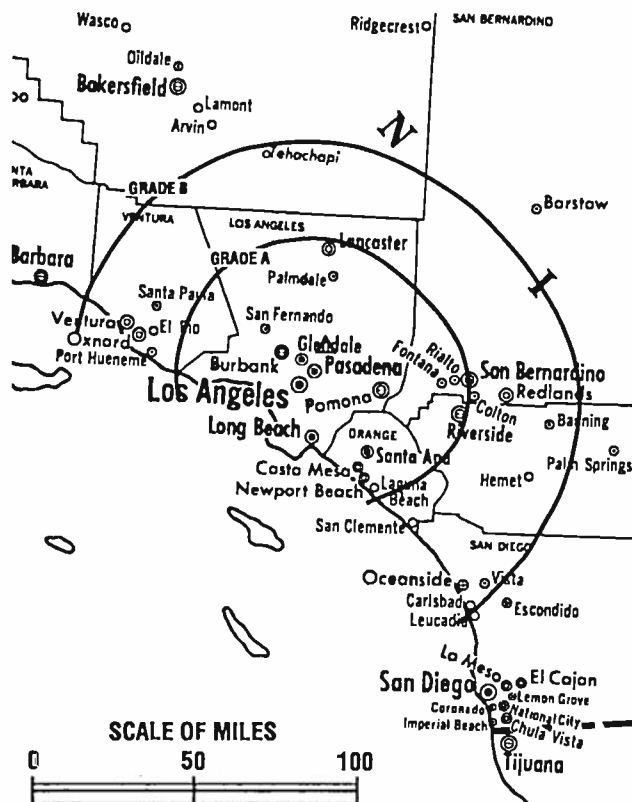 Wasco
Ridgecrest
SAN BERNARDINO
Oildale
Bakersfield
Lamont
Arvin
N
Tehachapi
GRADE B
VENTURA
LOS ANGELES
Barstow
Barbara
GRADE A
Lancaster
Palmdale
I
Santa Paula
San Fernando
Ventura
El Rio
Oxnard
Port Hueneme
Glendale
Burbank
Pasadena
Rialto
Fontana
San Bernardino
Los Angeles
Pomona
Redlands
Colton
Riverside
Banning
Long Beach
ORANGE
Santa Ana
Palm Springs
Costa Mesa
Hemet
Newport Beach
Laguna
Beach
San Clemente
SAN DIEGO
Oceanside
Vista
Carlsbad
Escondido
Leucadia
La Mesa
El Cajon
San Diego
Lemon Grove
Coronado
National City
Imperial Beach
Chula Vista
Tijuana
SCALE OF MILES
0 50 100